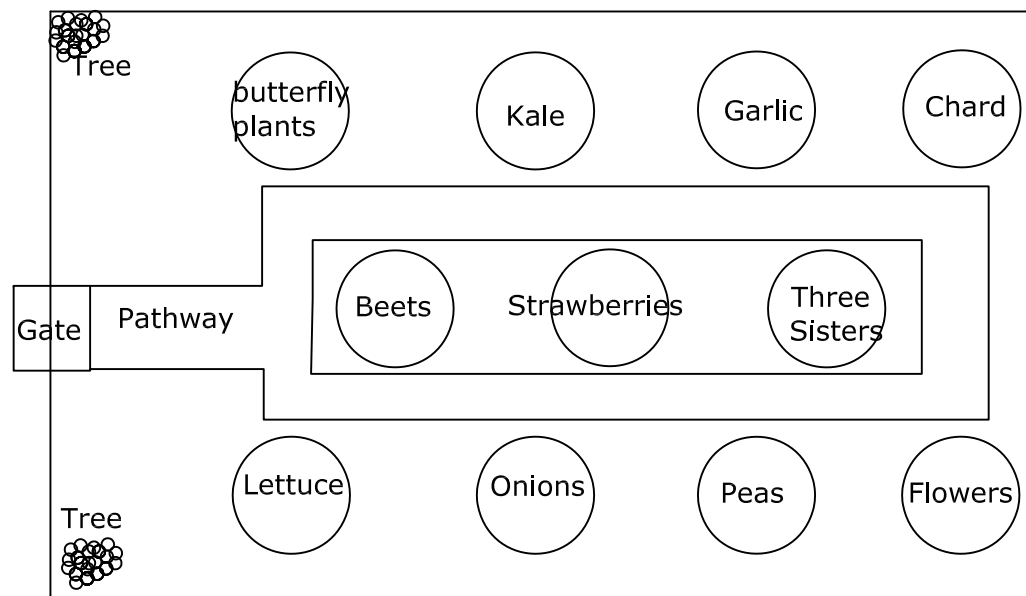 Tree
butterfly
plants
Kale
Garlic
Chard
Gate
Pathway
Beets
Strawberries
Three
Sisters
Tree
Lettuce
Onions
Peas
Flowers